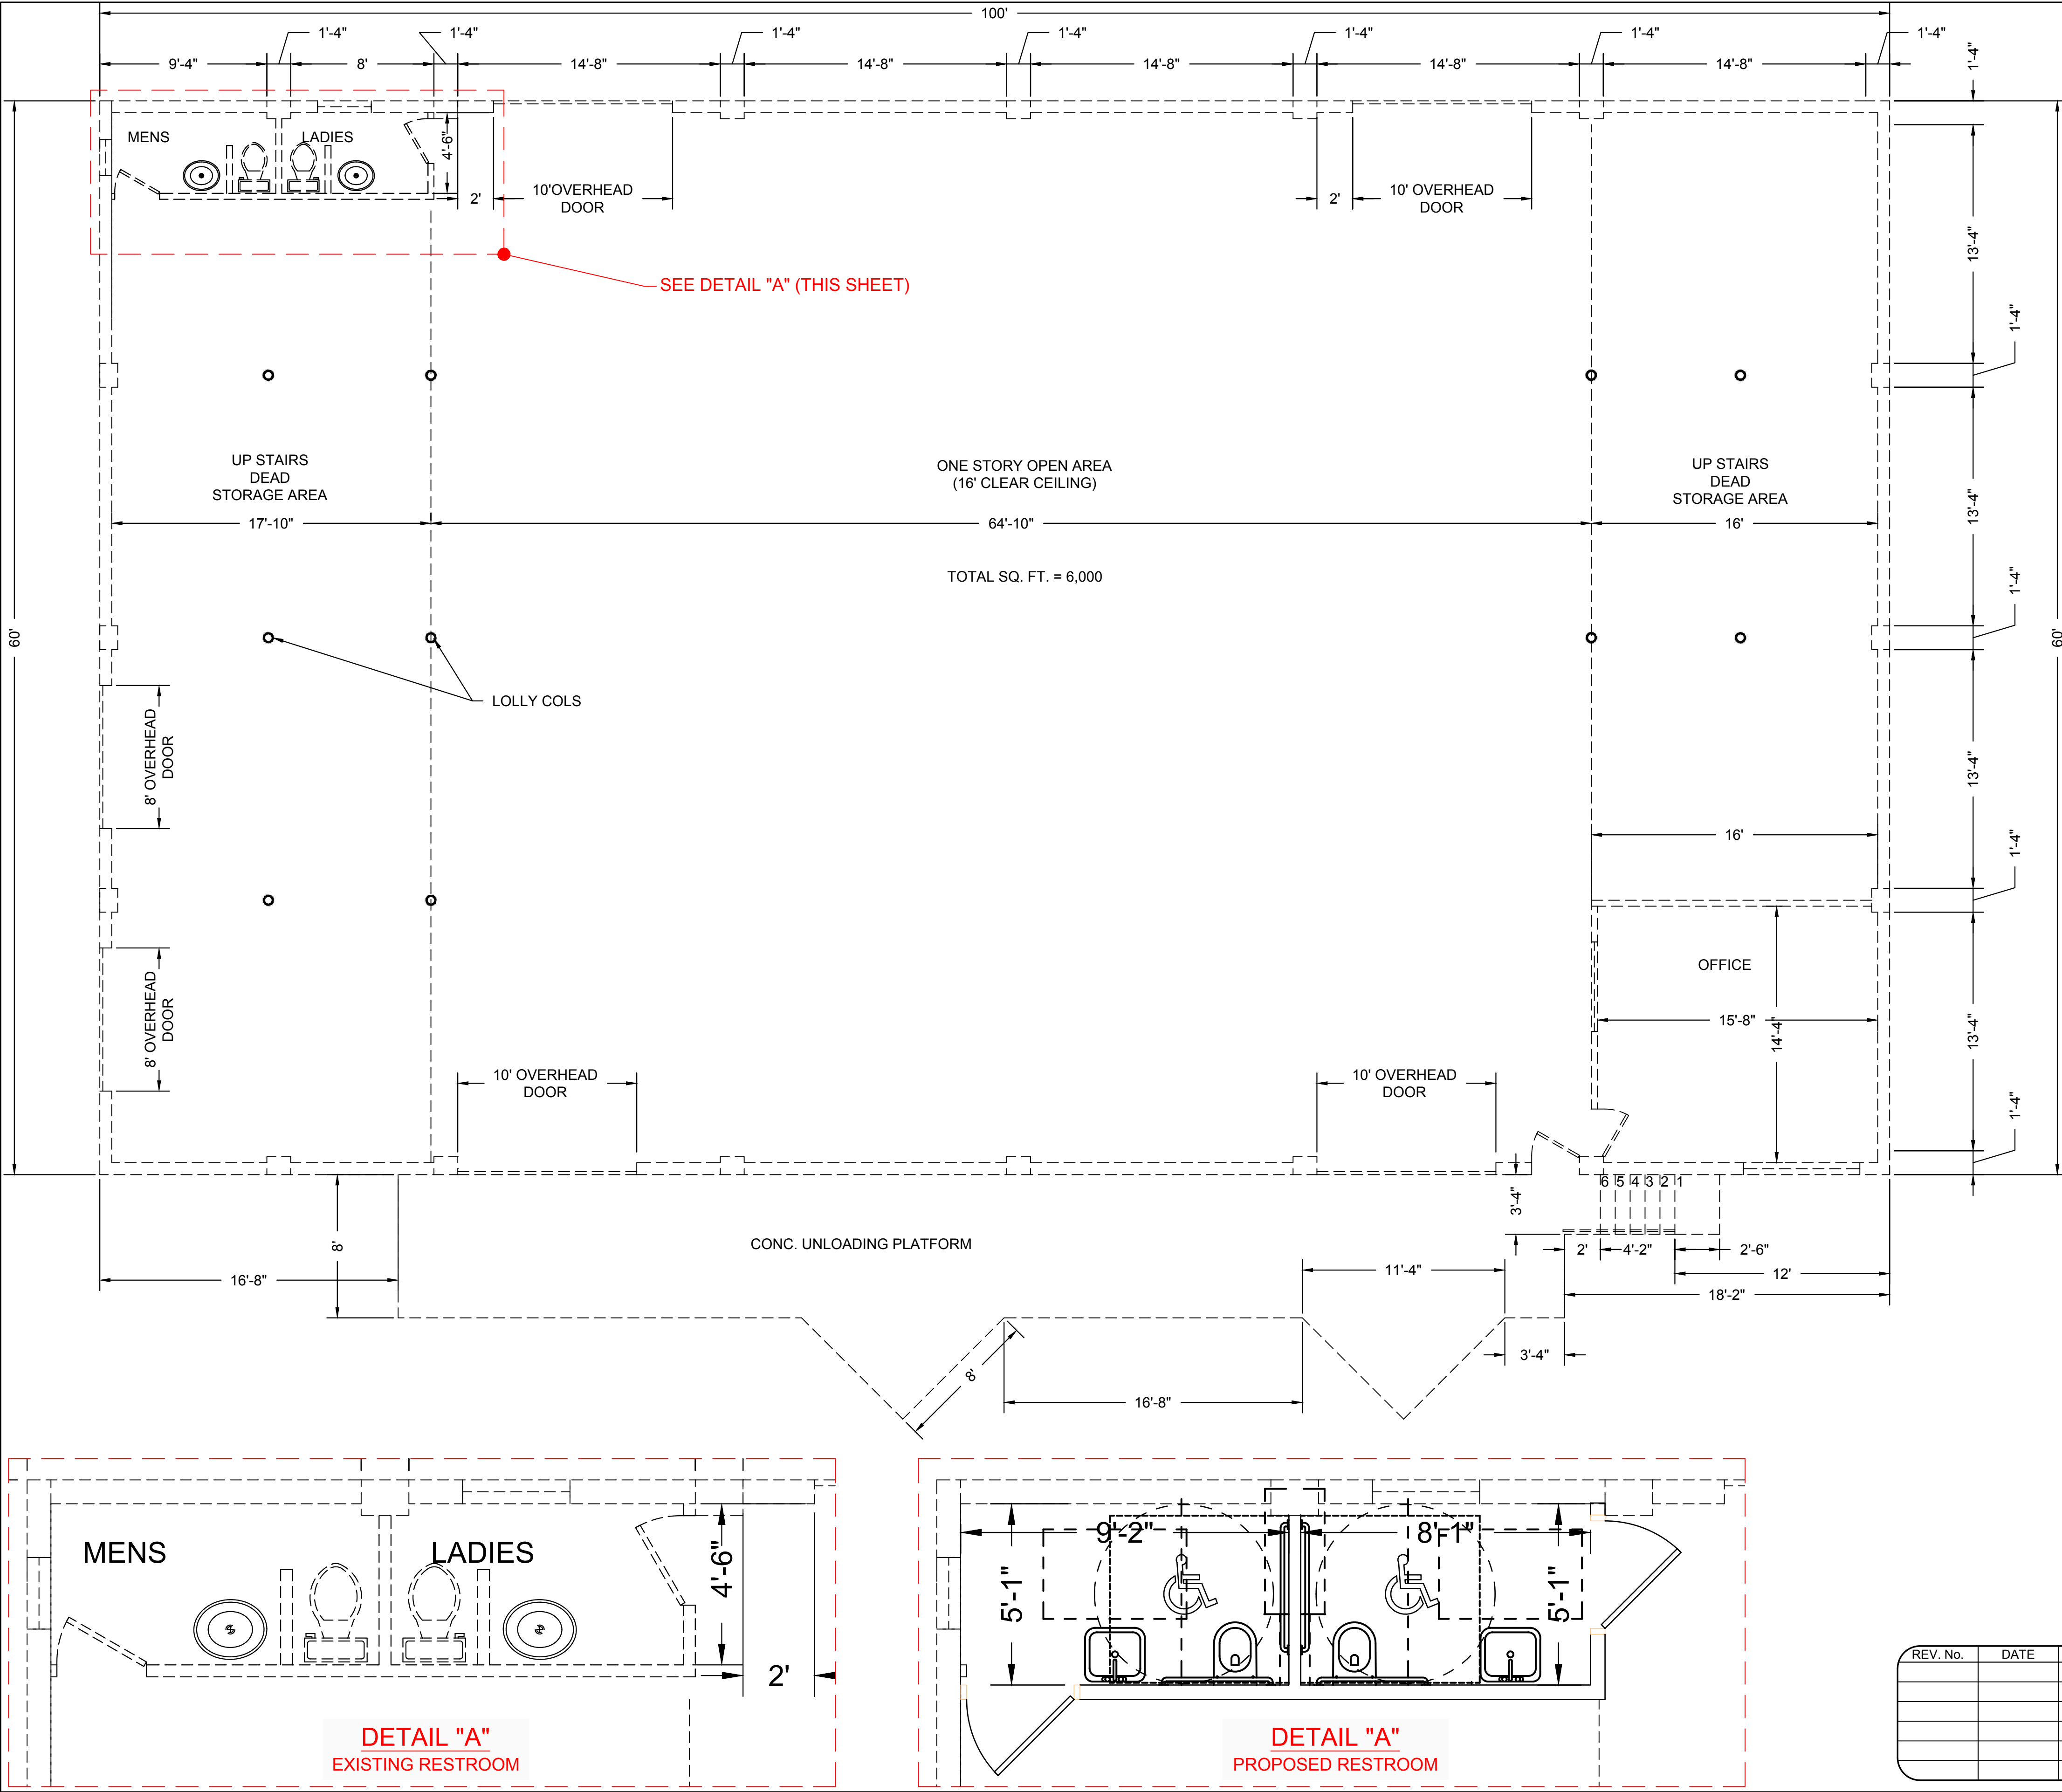 100'
1'-4"
1'-4"
1'-4"
1'-4"
1'-4"
1'-4"
1'-4"
9'-4"
8'
14'-8"
14'-8"
14'-8"
14'-8"
14'-8"
1'-4"
MENS
LADIES
4'-6"
2'
10'OVERHEAD
DOOR
2'
10' OVERHEAD
DOOR
SEE DETAIL "A" (THIS SHEET)
13'-4"
1'-4"
UP STAIRS
DEAD
STORAGE AREA
ONE STORY OPEN AREA
(16' CLEAR CEILING)
UP STAIRS
DEAD
STORAGE AREA
17'-10"
64'-10"
16'
13'-4"
TOTAL SQ. FT. = 6,000
1'-4"
60'
60'
LOLLY COLS
8' OVERHEAD
DOOR
13'-4"
16'
1'-4"
OFFICE
8' OVERHEAD
DOOR
15'-8"
14'-4"
13'-4"
10' OVERHEAD
DOOR
10' OVERHEAD
DOOR
1'-4"
6 5 4 3 2 1
3'-4"
8'
CONC. UNLOADING PLATFORM
2'
4'-2"
2'-6"
16'-8"
11'-4"
12'
18'-2"
8'
3'-4"
16'-8"
MENS
LADIES
4'-6"
2'
DETAIL "A"
EXISTING RESTROOM
9'-2"
8'-1"
5'-1"
5'-1"
DETAIL "A"
PROPOSED RESTROOM
REV. No.
DATE